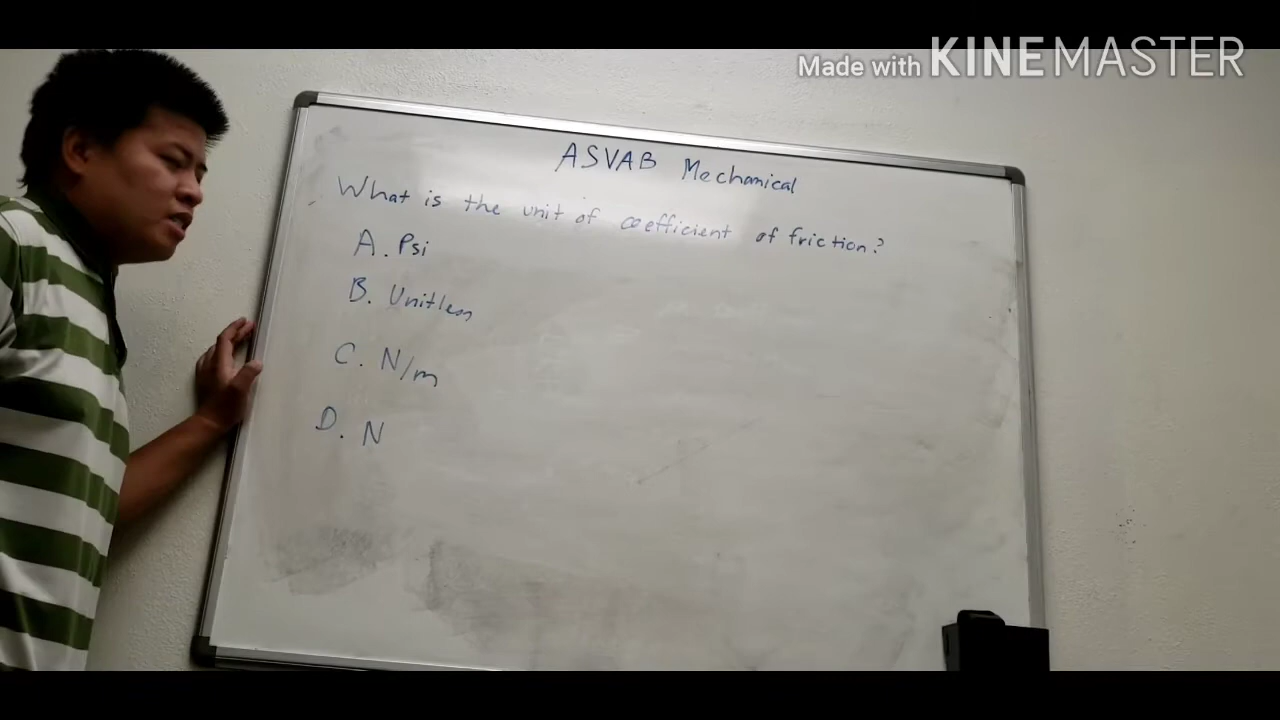 Made with KINEMASTER
ASVAB Mechanical
What is the unit of coefficient of friction?
A. Psi
B. Unitless
C. N/m
D. N